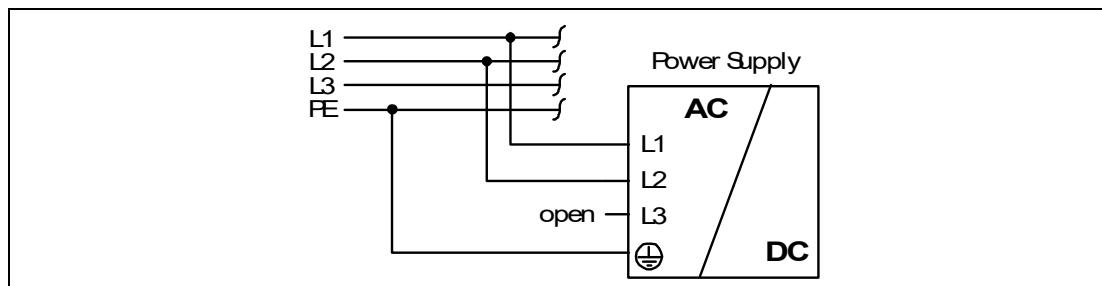 L1
L2
L3
PE
Power Supply
AC
L1
L2
open
L3
DC